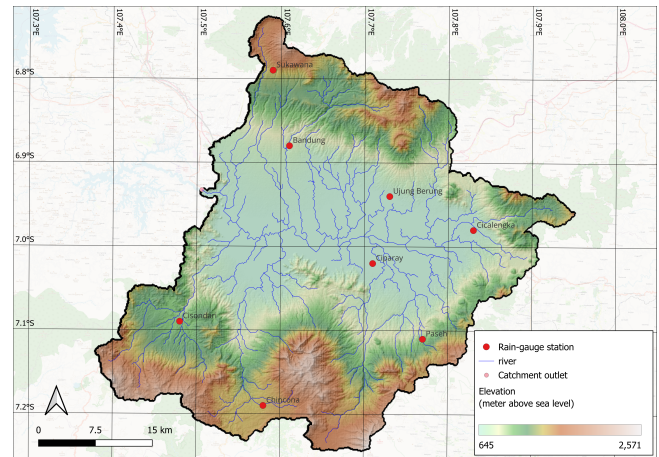 107.3°E
107.4°E
107.5°E
107.6°E
107.7°E
107.8°E
107.9°E
108.0°E
6.8°S
6.9°S
7.0°S
7.1°S
7.2°S
Sukawana
Bandung
Ujung Berung
Cicalengka
Ciparay
Cisondari
Paseh
Chincona
0
7.5
15 km
Rain-gauge station
river
Catchment outlet
Elevation
(meter above sea level)
645
2,571